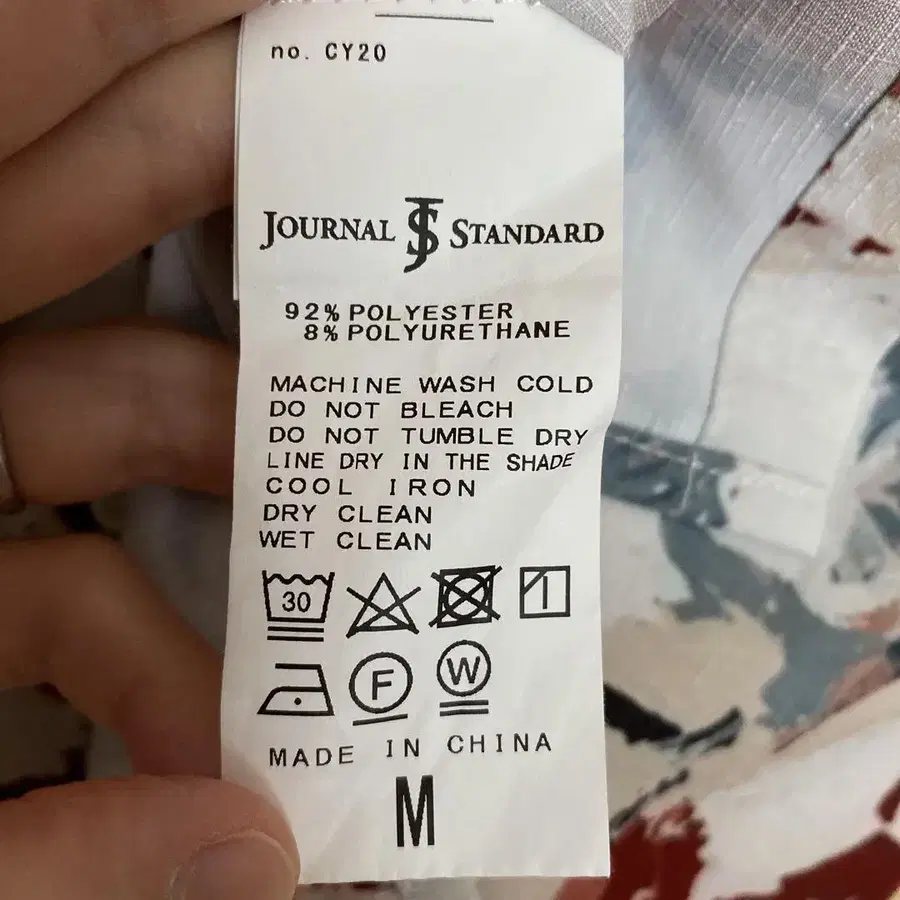 no. CY20
JOURNAL JS STANDARD
92% POLYESTER
8% POLYURETHANE
MACHINE WASH COLD
DO NOT BLEACH
DO NOT TUMBLE DRY
LINE DRY IN THE SHADE
COOL IRON
DRY CLEAN
WET CLEAN
30
F W
MADE IN CHINA
M